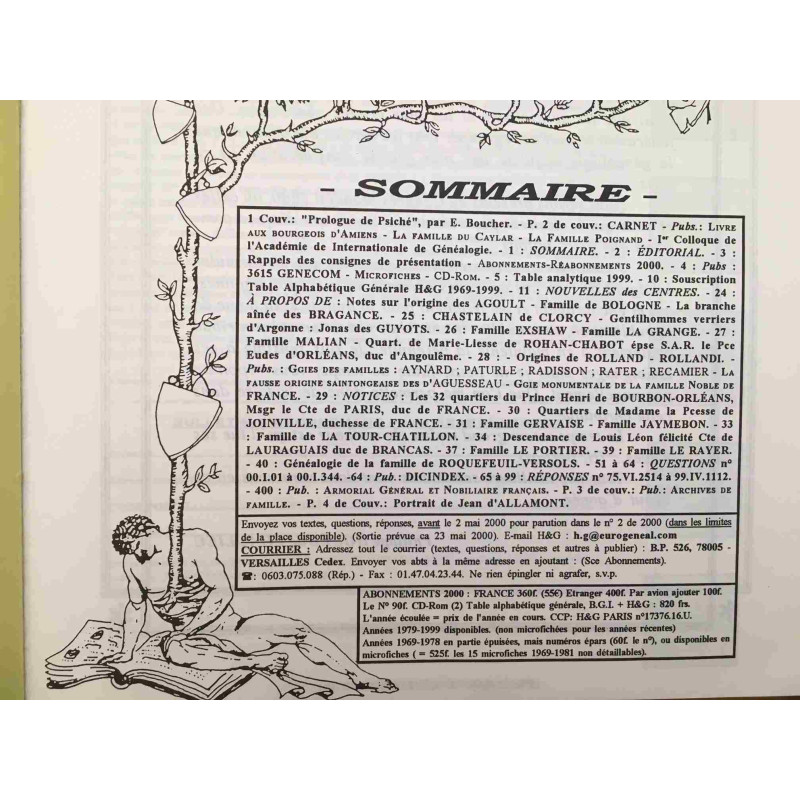 - SOMMAIRE -
1 Couv.: "Prologue de Psiché", par E. Boucher. - P. 2 de couv.: CARNET - Pubs.: LIVRE
AUX BOURGEOIS D'AMIENS - LA FAMILLE DU CAYLAR - LA FAMILLE POIGNAND - Ier Colloque de
l'Académie de Internationale de Généalogie. - 1 : SOMMAIRE. - 2 : ÉDITORIAL. - 3 :
Rappels des consignes de présentation - ABONNEMENTS-RÉABONNEMENTS 2000. - 4 : Pubs :
3615 GENECOM - MICROFICHES - CD-ROM. - 5 : Table analytique 1999. - 10 : Souscription
Table Alphabétique Générale H&G 1969-1999. - 11 : NOUVELLES des CENTRES. - 24 :
À PROPOS DE : Notes sur l'origine des AGOULT - Famille de BOLOGNE - La branche
aînée des BRAGANCE. - 25 : CHASTELAIN de CLORCY - Gentilhommes verriers
d'Argonne : Jonas des GUYOTS. - 26 : Famille EXSHAW - Famille LA GRANGE. - 27 :
Famille MALIAN - Quart. de Marie-Liesse de ROHAN-CHABOT épse S.A.R. le Pce
Eudes d'ORLÉANS, duc d'Angoulême. - 28 : - Origines de ROLLAND - ROLLANDI. -
Pubs. : GGIES DES FAMILLES : AYNARD ; PATURLE ; RADISSON ; RATER ; RECAMIER - LA
FAUSSE ORIGINE SAINTONGEAISE DES D'AGUESSEAU - GGIE MONUMENTALE DE LA FAMILLE NOBLE DE
FRANCE. - 29 : NOTICES : Les 32 quartiers du Prince Henri de BOURBON-ORLÉANS,
Msgr le Cte de PARIS, duc de FRANCE. - 30 : Quartiers de Madame la Pcesse de
JOINVILLE, duchesse de FRANCE. - 31 : Famille GERVAISE - Famille JAYMEBON. - 33
: Famille de LA TOUR-CHATILLON. - 34 : Descendance de Louis Léon félicité Cte de
LAURAGUAIS duc de BRANCAS. - 37 : Famille LE PORTIER. - 39 : Famille LE RAYER.
- 40 : Généalogie de la famille de ROQUEFEUIL-VERSOLS. - 51 à 64 : QUESTIONS n°
00.I.01 à 00.I.344. -64 : Pub.: DICINDEX. - 65 à 99 : RÉPONSES n° 75.VI.2514 à 99.IV.1112.
- 400 : Pub. : ARMORIAL GÉNÉRAL ET NOBILIAIRE FRANÇAIS. - P. 3 de couv.: Pub.: ARCHIVES DE
FAMILLE. - P. 4 de Couv.: Portrait de Jean d'ALLAMONT.
Envoyez vos textes, questions, réponses, avant le 2 mai 2000 pour parution dans le n° 2 de 2000 (dans les limites
de la place disponible). (Sortie prévue ca 23 mai 2000). E-mail H&G : h.g@eurogeneal.com
COURRIER : Adressez tout le courrier (textes, questions, réponses et autres à publier) : B.P. 526, 78005 -
VERSAILLES Cedex. Envoyer vos abts à la même adresse en ajoutant : (Sce Abonnements).
☎: 0603.075.088 (Rép.) - Fax : 01.47.04.23.44. Ne rien épingler ni agrafer, s.v.p.
ABONNEMENTS 2000 : FRANCE 360f. (55€) Etranger 400f. Par avion ajouter 100f.
Le N° 90f. CD-Rom (2) Table alphabétique générale, B.G.I. + H&G : 820 frs.
L'année écoulée = prix de l'année en cours. CCP: H&G PARIS n°17376.16.U.
Années 1979-1999 disponibles. (non microfichées pour les années récentes)
Années 1969-1978 en partie épuisées, mais numéros épars (60f. le n°), ou disponibles en
microfiches ( = 525f. les 15 microfiches 1969-1981 non détaillables).